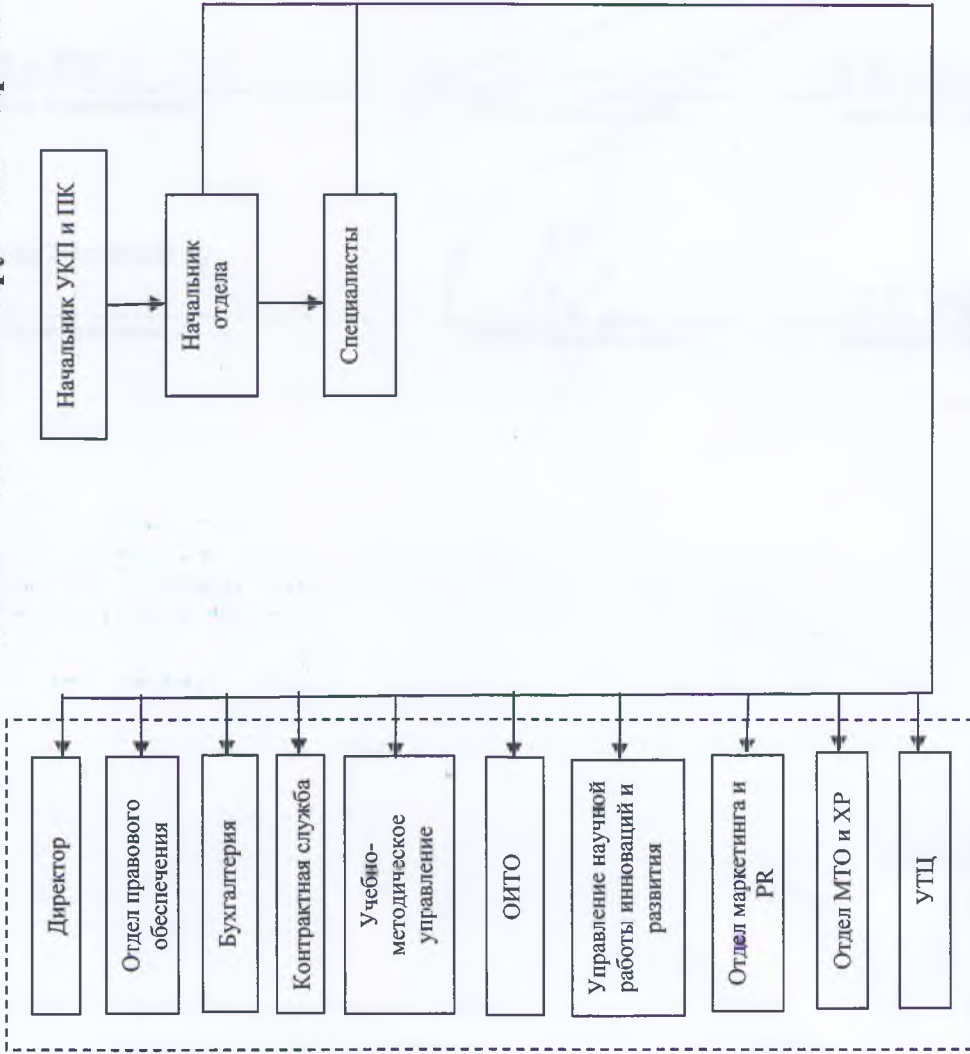 Начальник УКП и ПК
Начальник
отдела
Специалисты
Директор
Отдел правового
обеспечения
Бухгалтерия
Контрактная служба
Учебно-
методическое
управление
ОИТО
Управление научной
работы инноваций и
развития
Отдел маркетинга и
PR
Отдел МТО и ХР
УТЦ